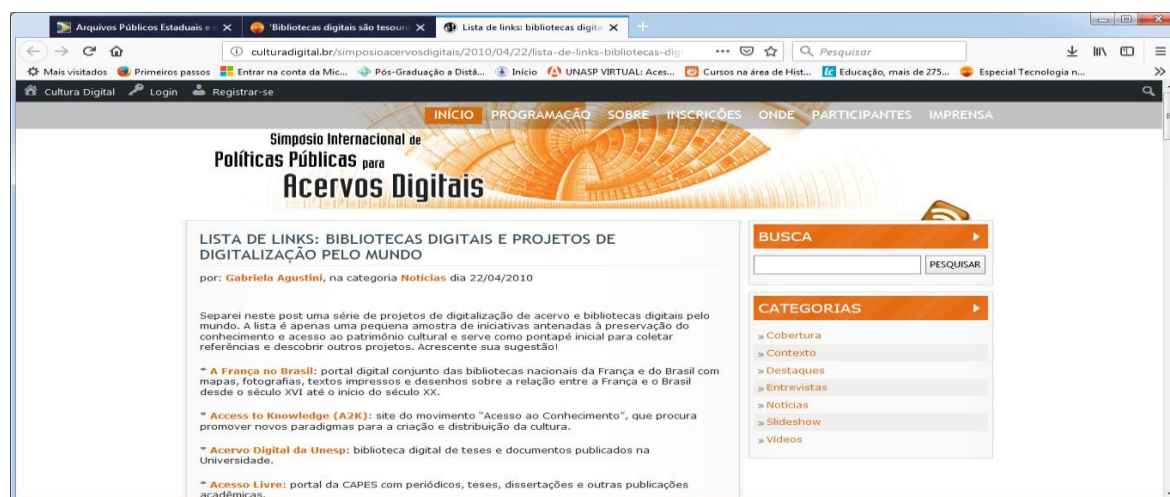 Arquivos Públicos Estaduais e
'Bibliotecas digitais são tesouro
Lista de links: bibliotecas digita
culturadigital.br/simposioacervosdigitais/2010/04/22/lista-de-links-bibliotecas-digi
Pesquisar
Mais visitados Primeiros passos Entrar na conta da Mic... Pós-Graduação a Distâ... Início UNASP VIRTUAL: Aces... Cursos na área de Hist... Educação, mais de 275... Especial Tecnologia n...
Cultura Digital Login Registrar-se
INÍCIO PROGRAMAÇÃO SOBRE INSCRIÇÕES ONDE PARTICIPANTES IMPRENSA
Simpósio Internacional de
Políticas Públicas para
Acervos Digitais
LISTA DE LINKS: BIBLIOTECAS DIGITAIS E PROJETOS DE
DIGITALIZAÇÃO PELO MUNDO
por: Gabriela Agustini, na categoria Notícias dia 22/04/2010
Separei neste post uma série de projetos de digitalização de acervo e bibliotecas digitais pelo
mundo. A lista é apenas uma pequena amostra de iniciativas antenadas à preservação do
conhecimento e acesso ao patrimônio cultural e serve como pontapé inicial para coletar
referências e descobrir outros projetos. Acrescente sua sugestão!
* A França no Brasil: portal digital conjunto das bibliotecas nacionais da França e do Brasil com
mapas, fotografias, textos impressos e desenhos sobre a relação entre a França e o Brasil
desde o século XVI até o início do século XX.
* Access to Knowledge (A2K): site do movimento "Acesso ao Conhecimento", que procura
promover novos paradigmas para a criação e distribuição da cultura.
* Acervo Digital da Unesp: biblioteca digital de teses e documentos publicados na
Universidade.
* Acesso Livre: portal da CAPES com periódicos, teses, dissertações e outras publicações
acadêmicas.
BUSCA
PESQUISAR
CATEGORIAS
» Cobertura
» Contexto
» Destaques
» Entrevistas
» Notícias
» Slideshow
» Vídeos